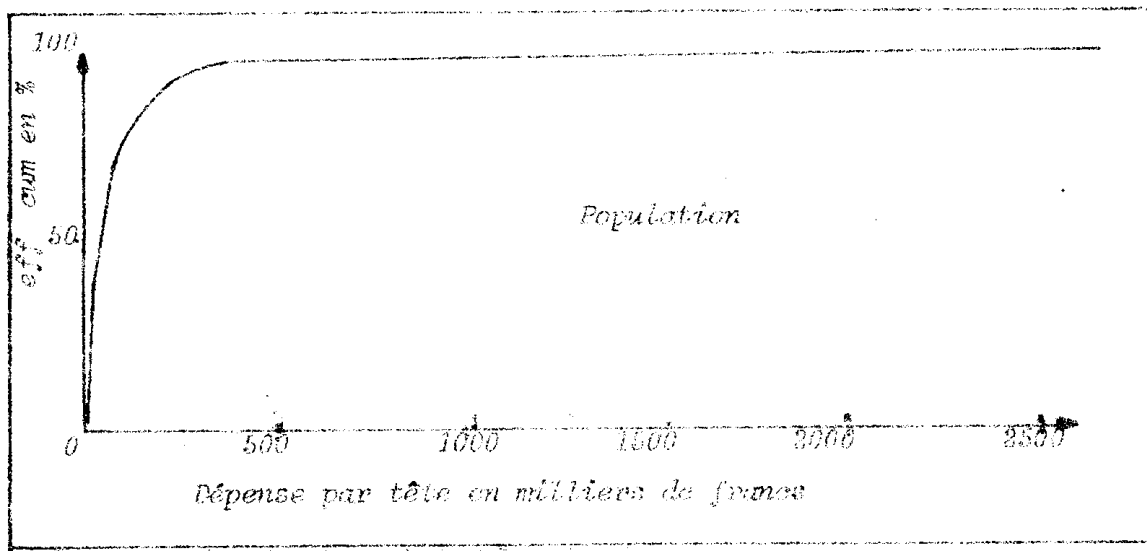 100
eff cum en %
50
Population
0 500 1000 1500 2000 2500
Dépense par tête en milliers de francs